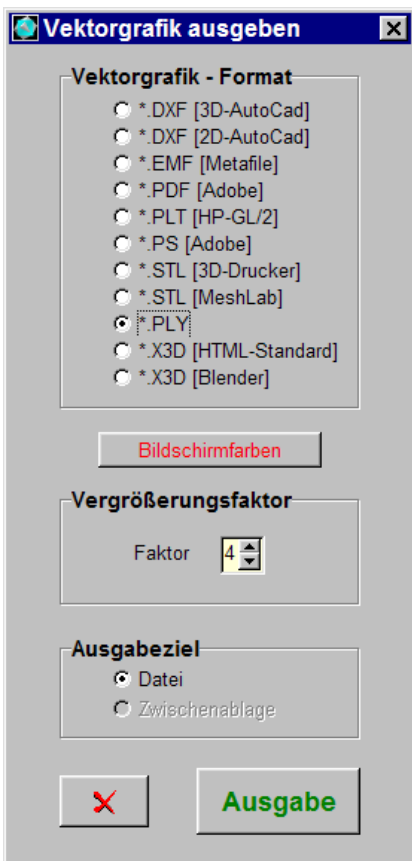 Vektorgrafik ausgeben
Vektorgrafik - Format
*.DXF [3D-AutoCad]
*.DXF [2D-AutoCad]
*.EMF [Metafile]
*.PDF [Adobe]
*.PLT [HP-GL/2]
*.PS [Adobe]
*.STL [3D-Drucker]
*.STL [MeshLab]
*.PLY
*.X3D [HTML-Standard]
*.X3D [Blender]
Bildschirmfarben
Vergrößerungsfaktor
Faktor 4
Ausgabeziel
Datei
Zwischenablage
Ausgabe